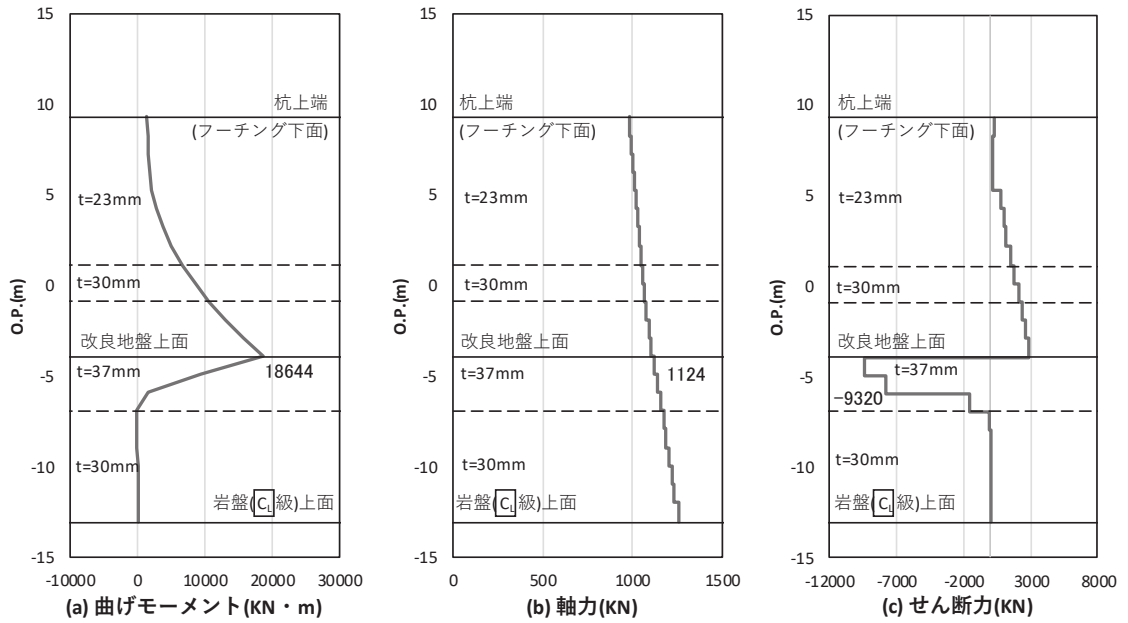 15
10
5
0
-5
-10
-15
O.P.(m)
杭上端
(フーチング下面)
t=23mm
t=30mm
改良地盤上面
t=37mm
18644
t=30mm
岩盤(CL級)上面
-10000 0 10000 20000 30000
(a) 曲げモーメント(KN・m)
15
10
5
0
-5
-10
-15
O.P.(m)
杭上端
(フーチング下面)
t=23mm
t=30mm
改良地盤上面
t=37mm
1124
t=30mm
岩盤(CL級)上面
0 500 1000 1500
(b) 軸力(KN)
15
10
5
0
-5
-10
-15
O.P.(m)
杭上端
(フーチング下面)
t=23mm
t=30mm
改良地盤上面
t=37mm
-9320
t=30mm
岩盤(CL級)上面
-12000 -7000 -2000 3000 8000
(c) せん断力(KN)